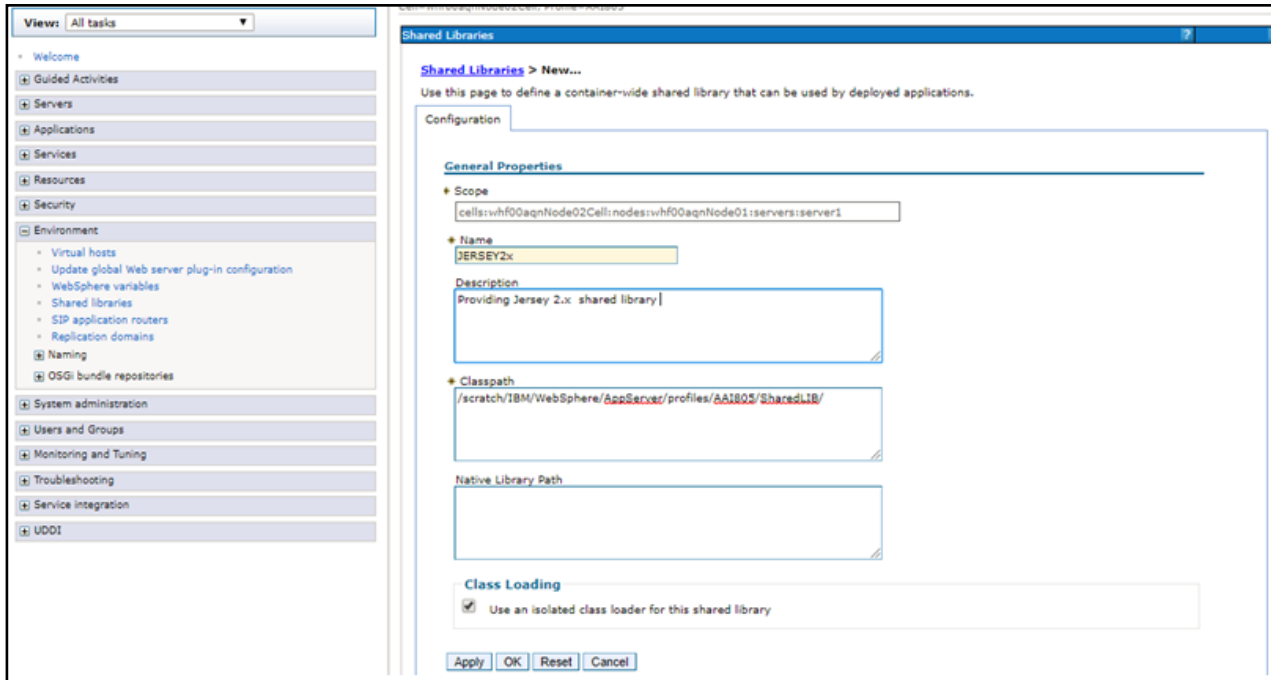 View: All tasks
Welcome
Guided Activities
Servers
Applications
Services
Resources
Security
Environment
Virtual hosts
Update global Web server plug-in configuration
WebSphere variables
Shared libraries
SIP application routers
Replication domains
Naming
OSGi bundle repositories
System administration
Users and Groups
Monitoring and Tuning
Troubleshooting
Service integration
UDDI
Shared Libraries ?
Shared Libraries > New...
Use this page to define a container-wide shared library that can be used by deployed applications.
Configuration
General Properties
Scope
cells:whf00aqnNode02Cell:nodes:whf00aqnNode01:servers:server1
Name
JERSEY2x
Description
Providing Jersey 2.x shared library
Classpath
/scratch/IBM/WebSphere/AppServer/profiles/AAI805/SharedLIB/
Native Library Path
Class Loading
Use an isolated class loader for this shared library
Apply OK Reset Cancel